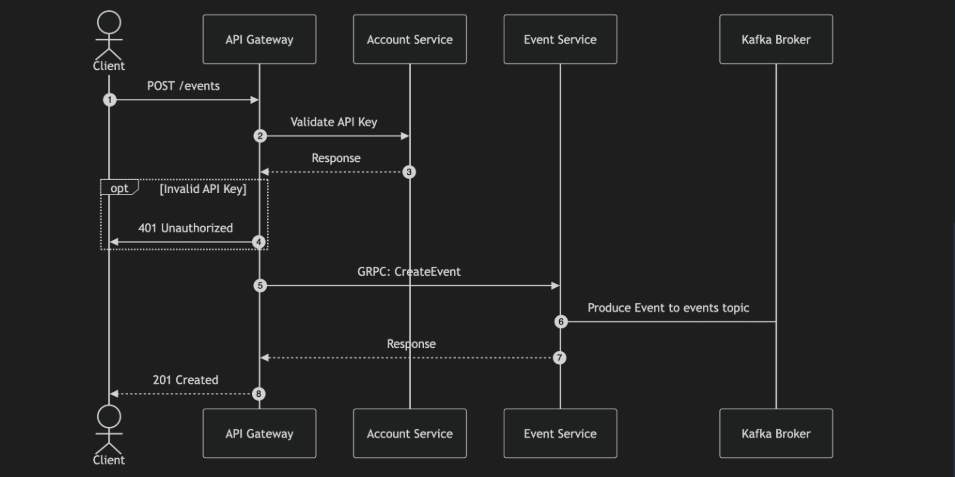 Client
API Gateway
Account Service
Event Service
Kafka Broker
POST /events
1
Validate API Key
2
Response
3
opt
[Invalid API Key]
401 Unauthorized
4
GRPC: CreateEvent
5
Produce Event to events topic
6
Response
7
201 Created
8
Client
API Gateway
Account Service
Event Service
Kafka Broker